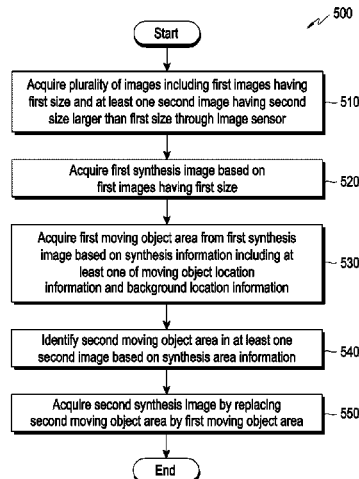 500
Start
Acquire plurality of images including first images having
first size and at least one second image having second
size larger than first size through image sensor
510
Acquire first synthesis image based on
first images having first size
520
Acquire first moving object area from first synthesis
image based on synthesis information including at
least one of moving object location
information and background location information
530
Identify second moving object area in at least one
second image based on synthesis area information
540
Acquire second synthesis image by replacing
second moving object area by first moving object area
550
End